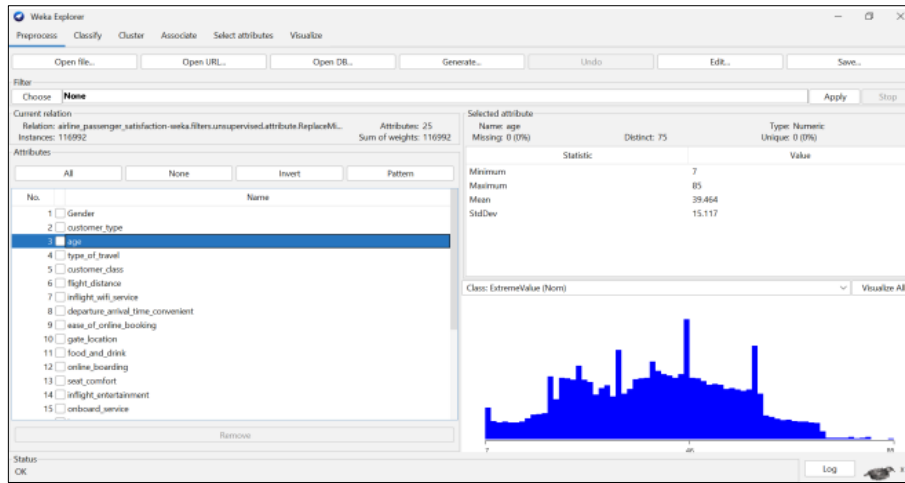 Weka Explorer
Preprocess Classify Cluster Associate Select attributes Visualize
Open file... Open URL... Open DB... Generate... Undo Edit... Save...
Filter
Choose None Apply Stop
Current relation
Relation: airline_passenger_satisfaction-weka.filters.unsupervised.attribute.ReplaceMi... Attributes: 25
Instances: 116992 Sum of weights: 116992
Selected attribute
Name: age Type: Numeric
Missing: 0 (0%) Distinct: 75 Unique: 0 (0%)
Attributes
All None Invert Pattern
No. Name
1 Gender
2 customer_type
3 age
4 type_of_travel
5 customer_class
6 flight_distance
7 inflight_wifi_service
8 departure_arrival_time_convenient
9 ease_of_online_booking
10 gate_location
11 food_and_drink
12 online_boarding
13 seat_comfort
14 inflight_entertainment
15 onboard_service
Remove
Statistic Value
Minimum 7
Maximum 85
Mean 39.464
StdDev 15.117
Class: ExtremeValue (Nom) Visualize All
7 46 85
Status
OK
Log x